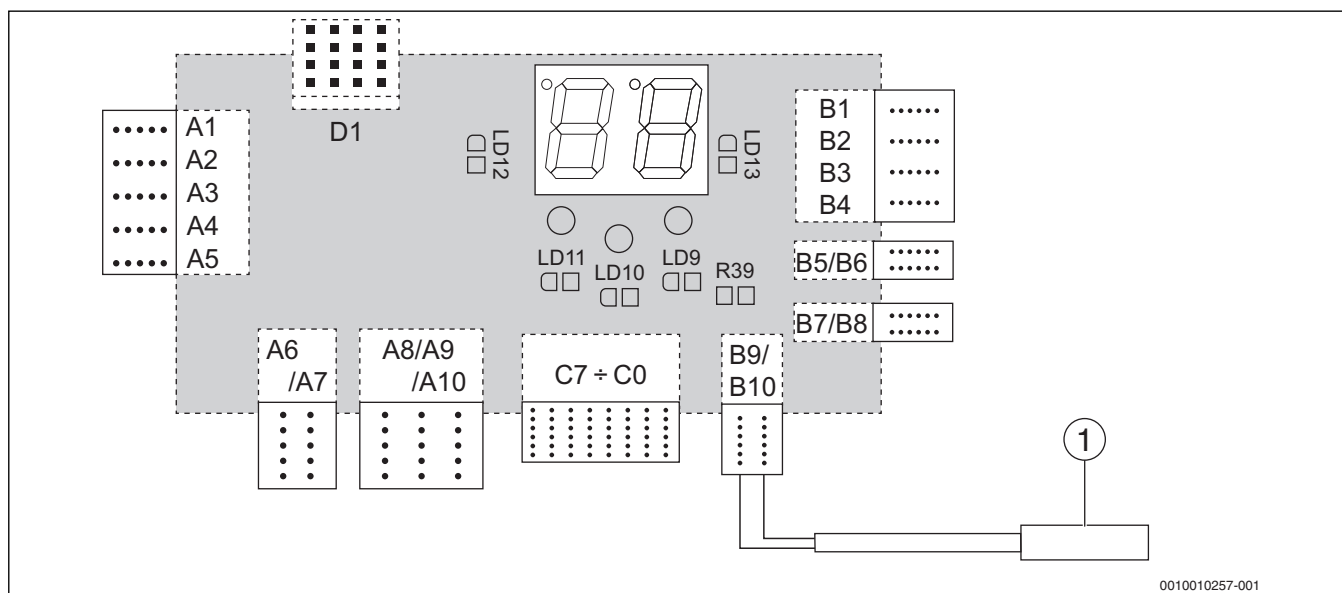 D1
A1
A2
A3
A4
A5
LD12
LD13
B1
B2
B3
B4
LD11
LD10
LD9
R39
B5/B6
B7/B8
A6
/A7
A8/A9
/A10
C7 ÷ C0
B9/
B10
1
0010010257-001